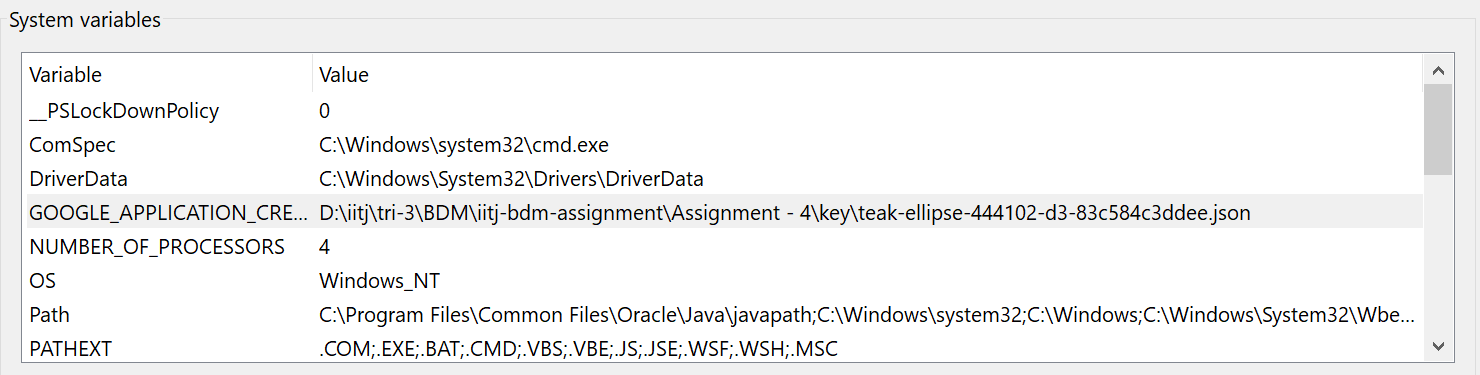 System variables
Variable Value
__PSLockDownPolicy 0
ComSpec C:\Windows\system32\cmd.exe
DriverData C:\Windows\System32\Drivers\DriverData
GOOGLE_APPLICATION_CRE... D:\iitj\tri-3\BDM\iitj-bdm-assignment\Assignment - 4\key\teak-ellipse-444102-d3-83c584c3ddee.json
NUMBER_OF_PROCESSORS 4
OS Windows_NT
Path C:\Program Files\Common Files\Oracle\Java\javapath;C:\Windows\system32;C:\Windows;C:\Windows\System32\Wbe...
PATHEXT .COM;.EXE;.BAT;.CMD;.VBS;.VBE;.JS;.JSE;.WSF;.WSH;.MSC